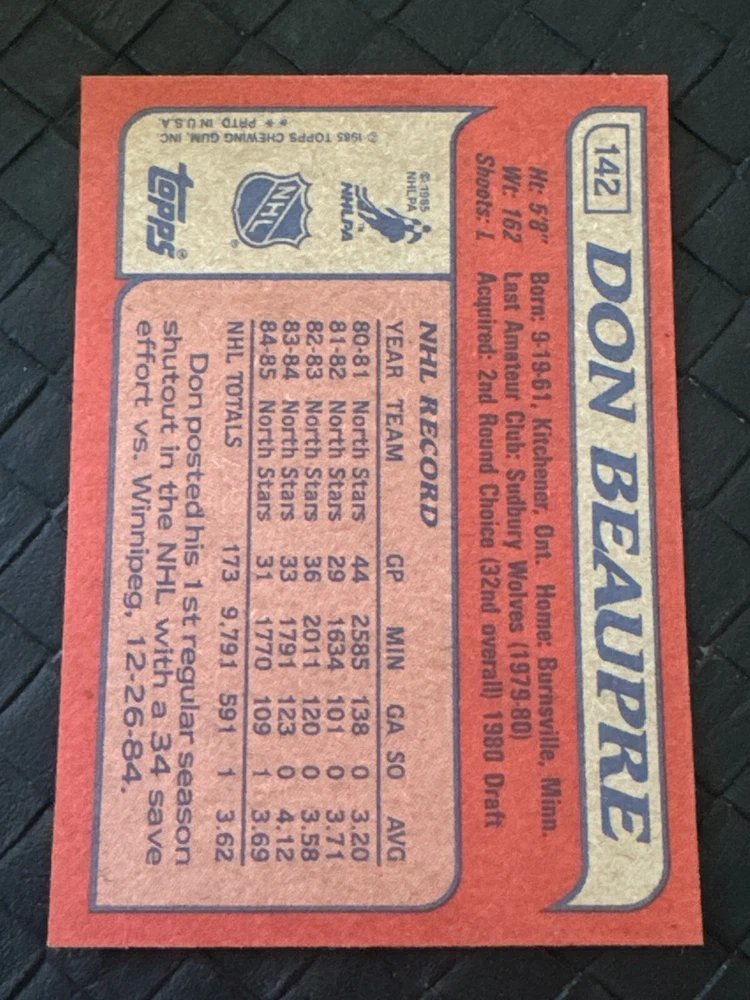 142 DON BEAUPRE
Ht: 5'8" Born: 9-19-61, Kitchener, Ont. Home: Burnsville, Minn.
Wt: 162 Last Amateur Club: Sudbury Wolves (1979-80)
Shoots: L Acquired: 2nd Round Choice (32nd overall) 1980 Draft
© 1985
NHLPA
NHLPA™
NHL®
topps®
© 1985 TOPPS CHEWING GUM, INC.
** PRTD IN U.S.A.
NHL RECORD
YEAR TEAM GP MIN GA SO AVG
80-81 North Stars 44 2585 138 0 3.20
81-82 North Stars 29 1634 101 0 3.71
82-83 North Stars 36 2011 120 0 3.58
83-84 North Stars 33 1791 123 0 4.12
84-85 North Stars 31 1770 109 1 3.69
NHL TOTALS 173 9,791 591 1 3.62
Don posted his 1st regular season
shutout in the NHL with a 34 save
effort vs. Winnipeg, 12-26-84.